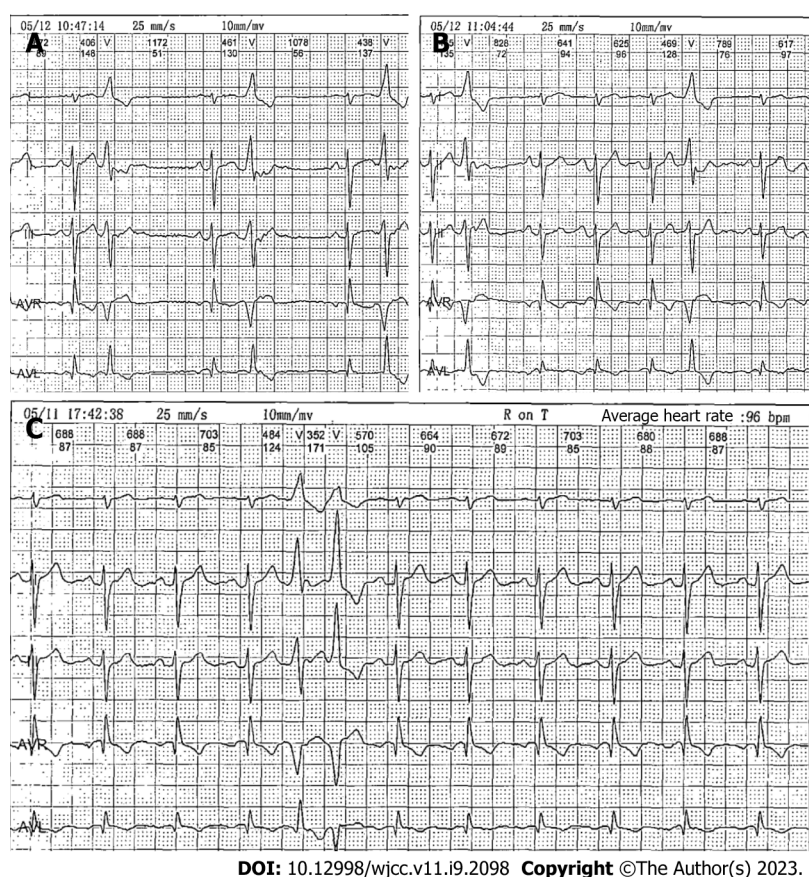 05/12 10:47:14 25 mm/s 10mm/mv
A
406 V 1172 461 V 1078 438 V
148 51 130 56 137
I
II
III
AVR
AVL
05/12 11:04:44 25 mm/s 10mm/mv
B
V 828 641 625 469 V 789 617
135 72 94 96 128 76 97
AVR
AVL
05/11 17:42:38 25 mm/s 10mm/mv R on T Average heart rate :96 bpm
C
688 688 703 484 V 352 V 570 664 672 703 680 688
87 87 85 124 171 105 90 89 85 86 87
AVR
AVL
DOI: 10.12998/wjcc.v11.i9.2098 Copyright ©The Author(s) 2023.